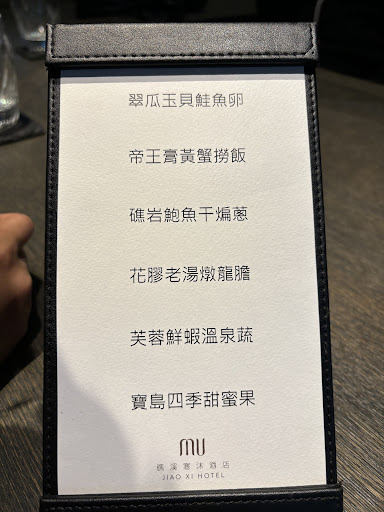 翠瓜玉貝鮭魚卵
帝王膏黃蟹撈飯
礁岩鮑魚干煸蔥
花膠老湯燉龍膽
芙蓉鮮蝦溫泉蔬
寶島四季甜蜜果
mu
礁溪寒沐酒店
JIAO XI HOTEL